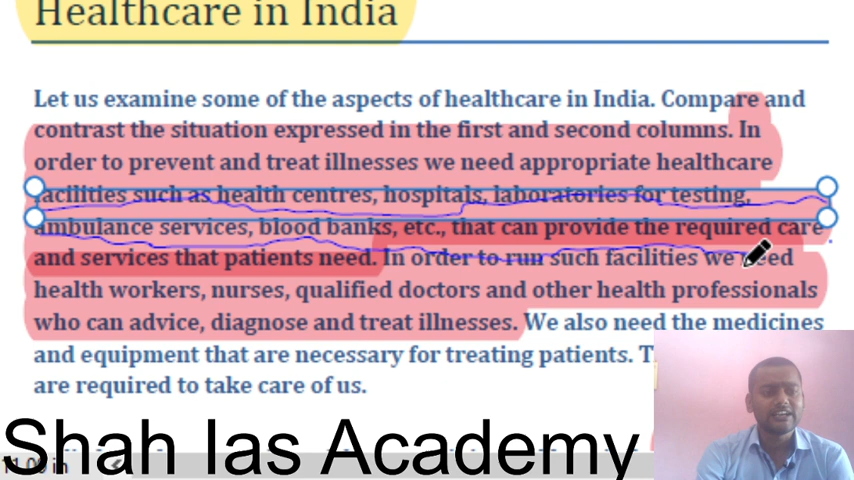 Healthcare in India
Let us examine some of the aspects of healthcare in India. Compare and
contrast the situation expressed in the first and second columns. In
order to prevent and treat illnesses we need appropriate healthcare
facilities such as health centres, hospitals, laboratories for testing,
ambulance services, blood banks, etc., that can provide the required care
and services that patients need. In order to run such facilities we need
health workers, nurses, qualified doctors and other health professionals
who can advice, diagnose and treat illnesses. We also need the medicines
and equipment that are necessary for treating patients.
are required to take care of us.
Shah Ias Academy
in